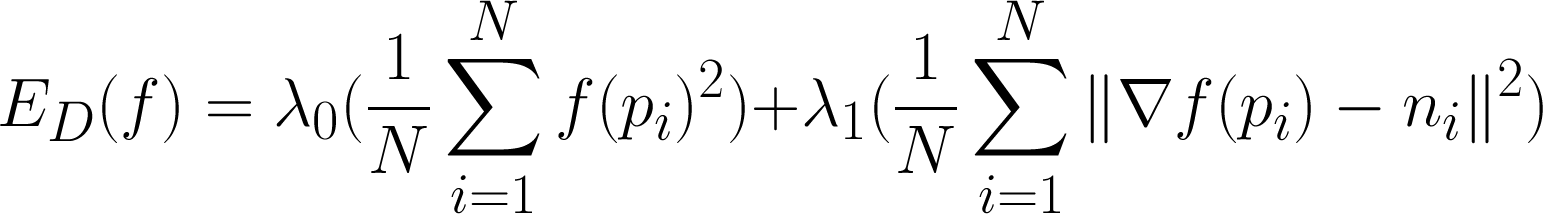 $E_D(f) = \lambda_0(\frac{1}{N}\sum_{i=1}^{N} f(p_i)^2)+\lambda_1(\frac{1}{N}\sum_{i=1}^{N} \|\nabla f(p_i) - n_i\|^2)$